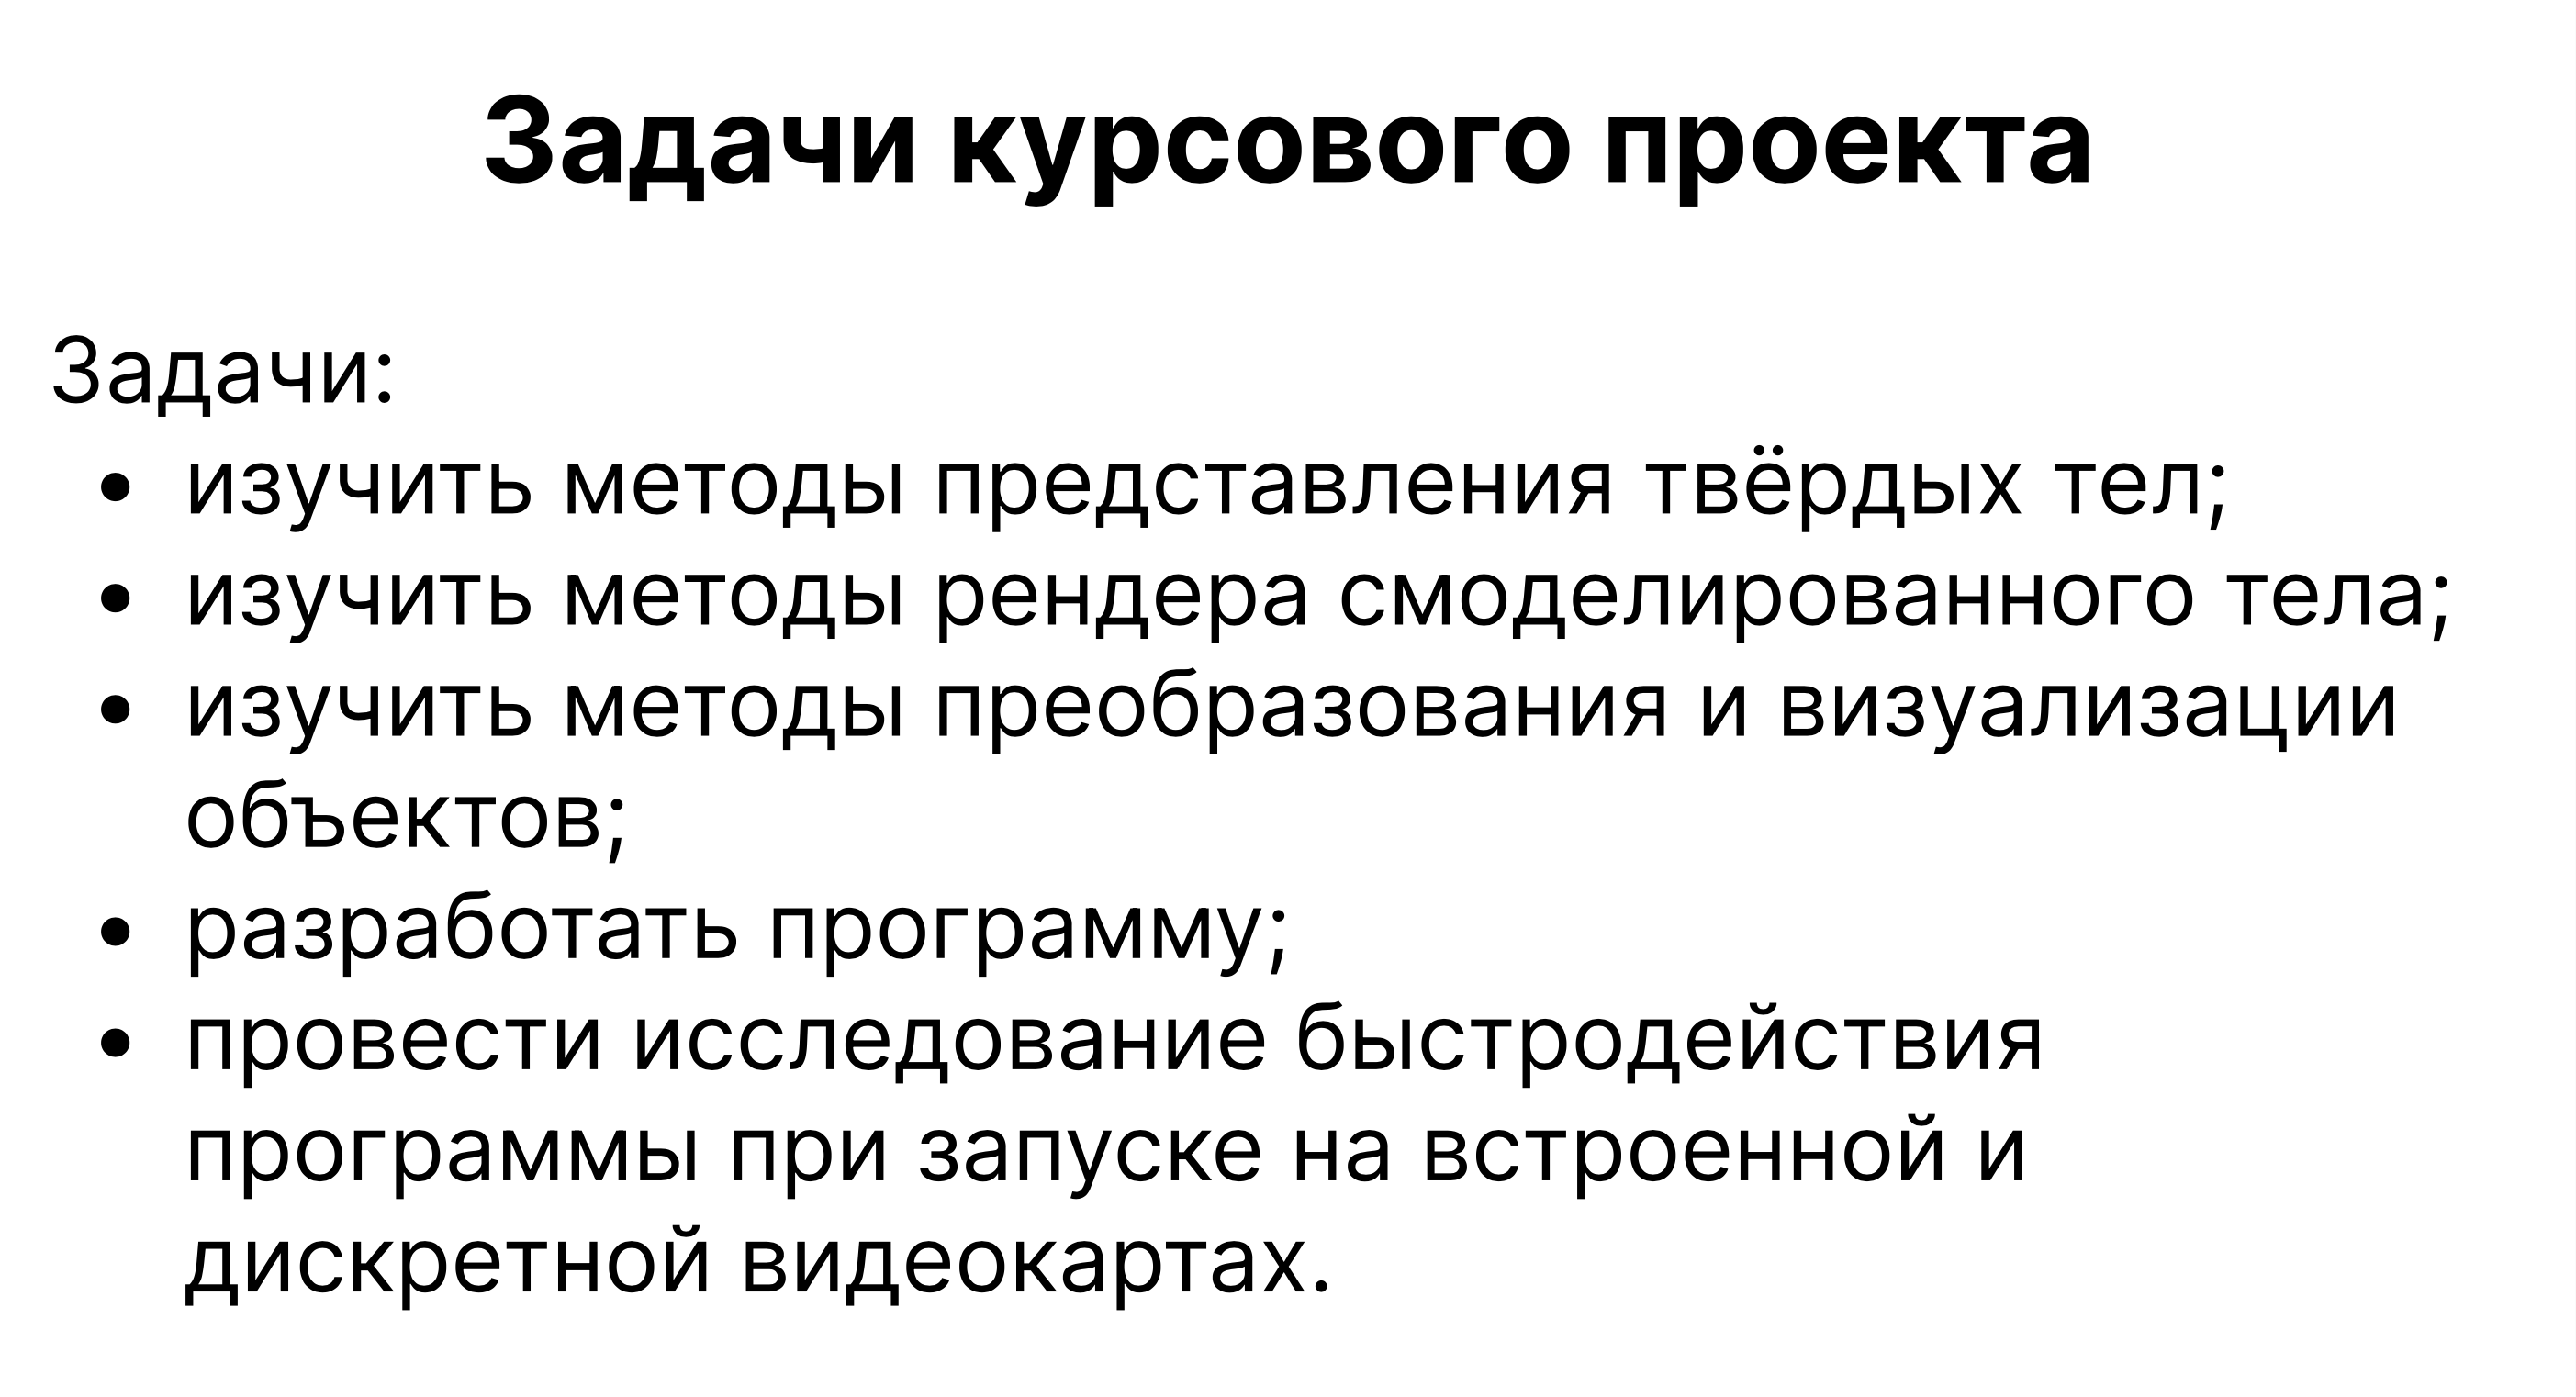 Задачи курсового проекта
Задачи:
• изучить методы представления твёрдых тел;
• изучить методы рендера смоделированного тела;
• изучить методы преобразования и визуализации
объектов;
• разработать программу;
• провести исследование быстродействия
программы при запуске на встроенной и
дискретной видеокартах.